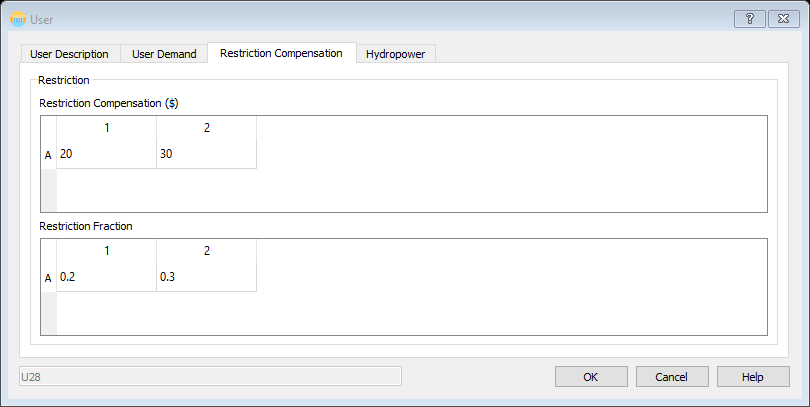 User
User Description User Demand Restriction Compensation Hydropower
Restriction
Restriction Compensation ($)
1 2
A 20 30
Restriction Fraction
1 2
A 0.2 0.3
U28 OK Cancel Help